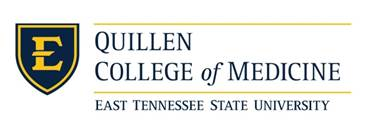 E
QUILLEN
COLLEGE of MEDICINE
EAST TENNESSEE STATE UNIVERSITY